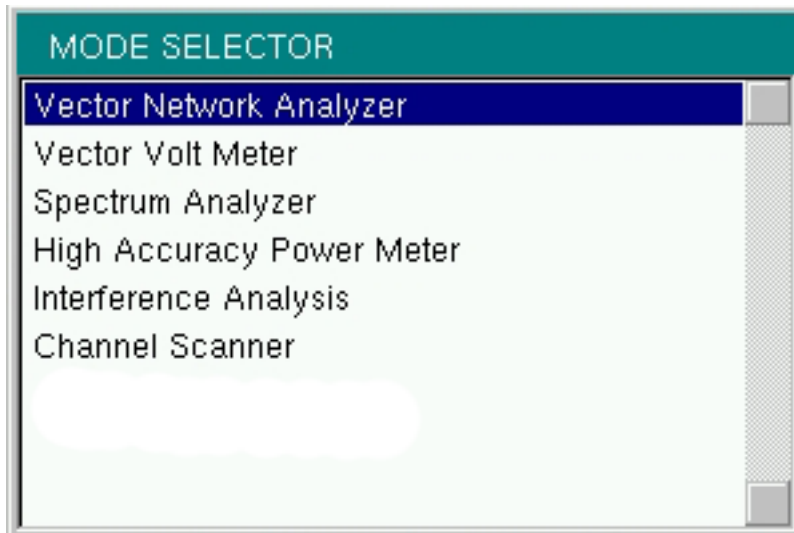 MODE SELECTOR
Vector Network Analyzer
Vector Volt Meter
Spectrum Analyzer
High Accuracy Power Meter
Interference Analysis
Channel Scanner